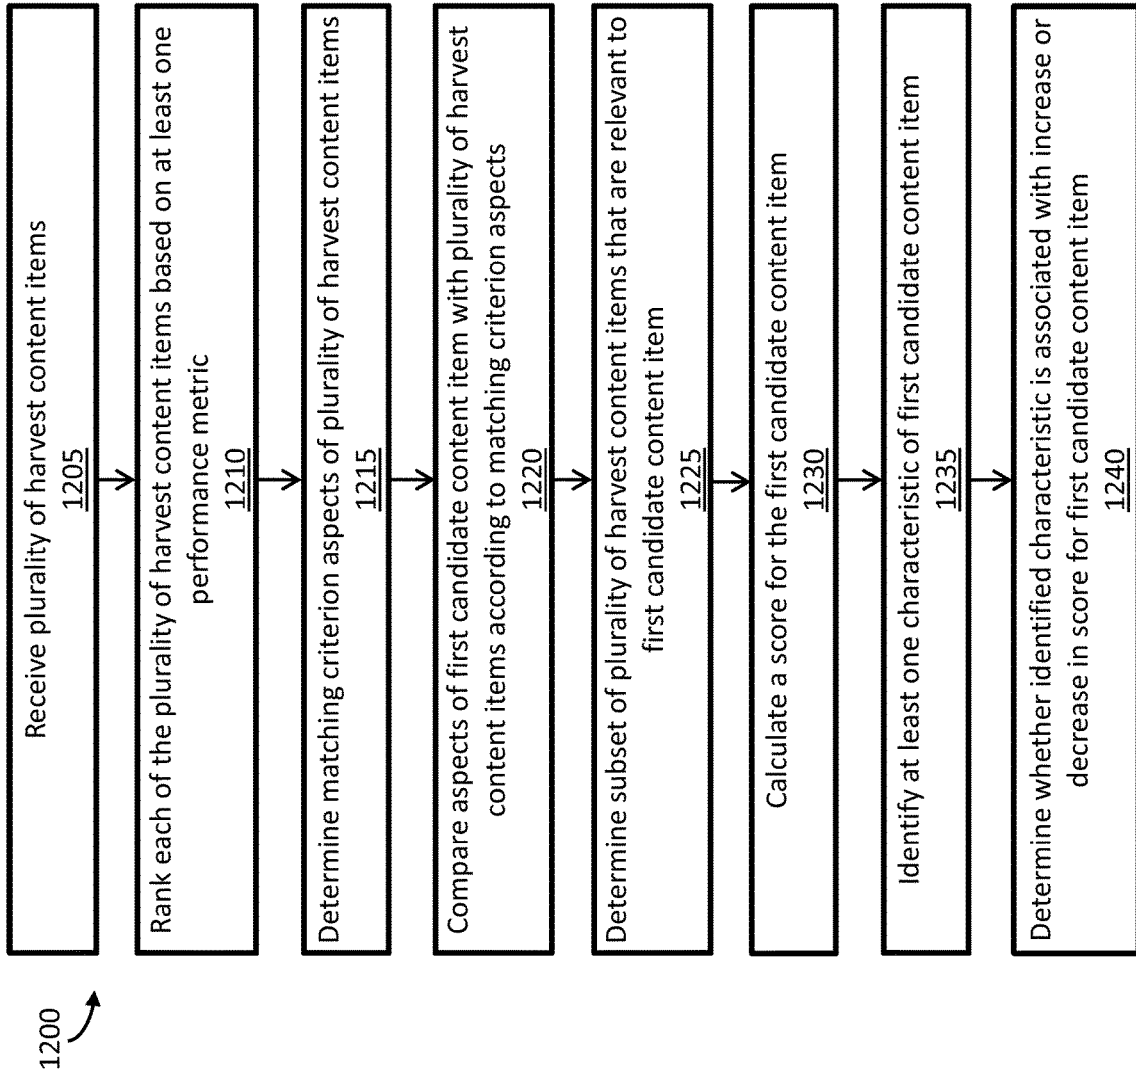 1200
Receive plurality of harvest content items
1205
Rank each of the plurality of harvest content items based on at least one
performance metric
1210
Determine matching criterion aspects of plurality of harvest content items
1215
Compare aspects of first candidate content item with plurality of harvest
content items according to matching criterion aspects
1220
Determine subset of plurality of harvest content items that are relevant to
first candidate content item
1225
Calculate a score for the first candidate content item
1230
Identify at least one characteristic of first candidate content item
1235
Determine whether identified characteristic is associated with increase or
decrease in score for first candidate content item
1240